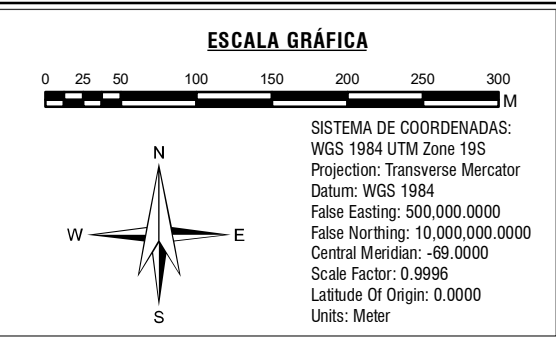 ESCALA GRÁFICA
0 25 50 100 150 200 250 300
M
SISTEMA DE COORDENADAS:
WGS 1984 UTM Zone 19S
Projection: Transverse Mercator
Datum: WGS 1984
False Easting: 500,000.0000
False Northing: 10,000,000.0000
Central Meridian: -69.0000
Scale Factor: 0.9996
Latitude Of Origin: 0.0000
Units: Meter
N
W E
S